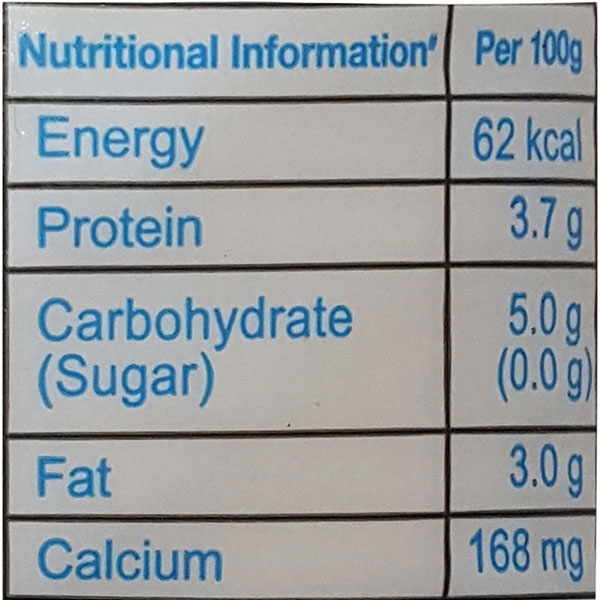 Nutritional Information# Per 100g
Energy 62 kcal
Protein 3.7 g
Carbohydrate 5.0 g
(Sugar) (0.0 g)
Fat 3.0 g
Calcium 168 mg